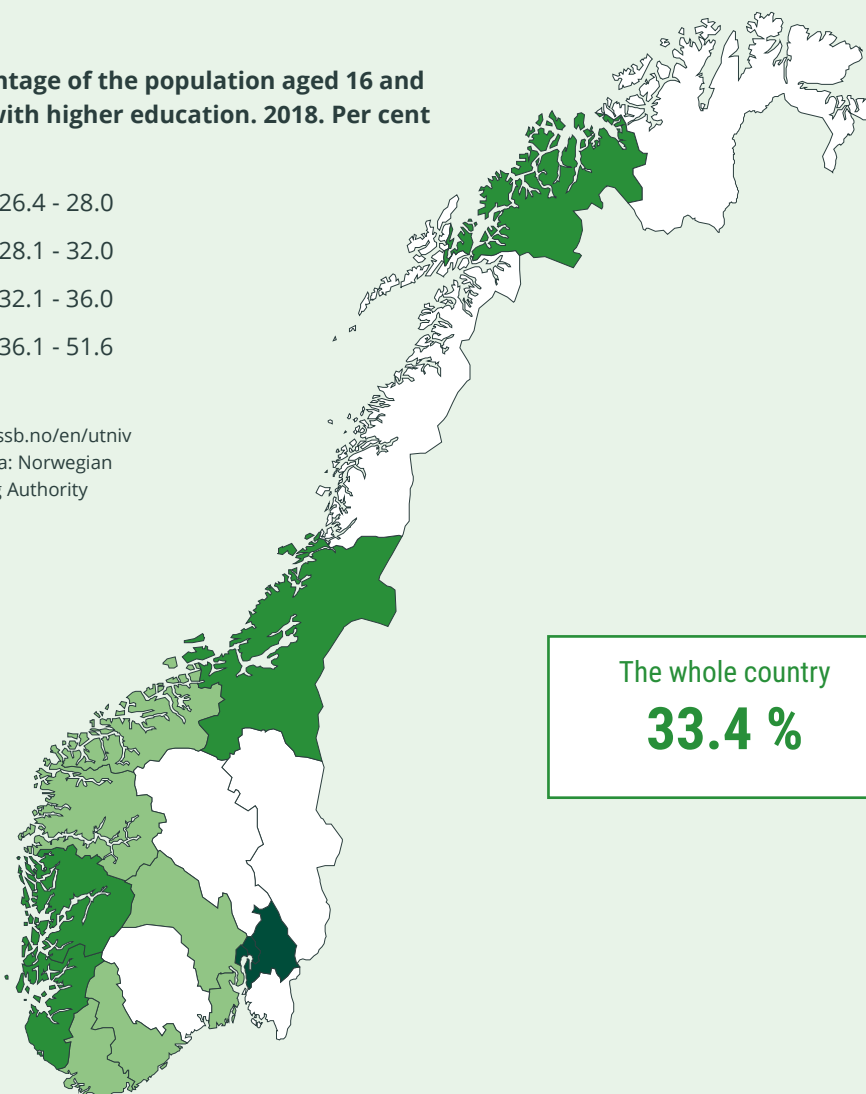 ntage of the population aged 16 and
with higher education. 2018. Per cent
26.4 - 28.0
28.1 - 32.0
32.1 - 36.0
36.1 - 51.6
ssb.no/en/utniv
a: Norwegian
g Authority
The whole country
33.4 %